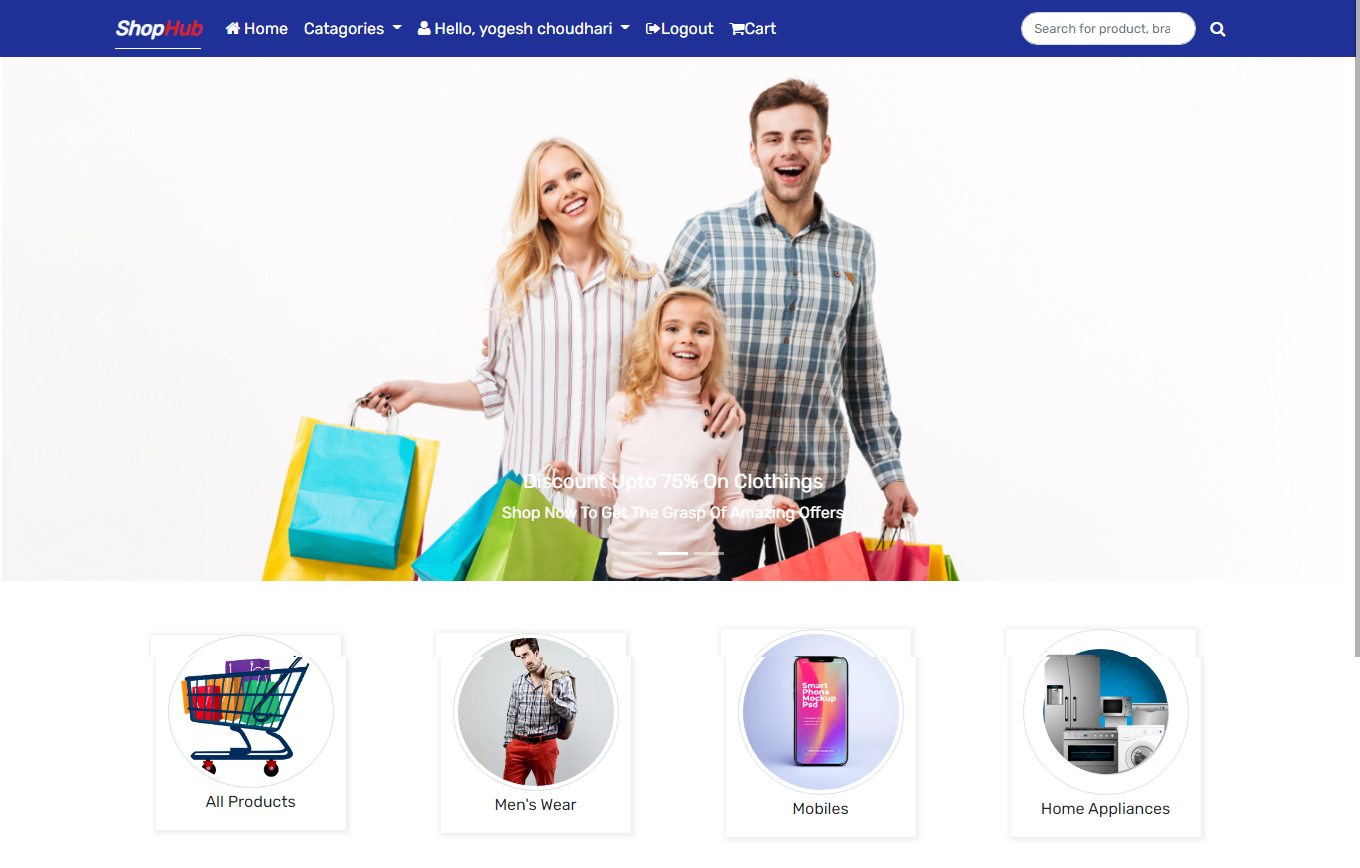 ShopHub Home Catagories Hello, yogesh choudhari Logout Cart Search for product, bra
Discount Upto 75% On Clothings
Shop Now To Get The Grasp Of Amazing Offers
Smart
Phone
Mockup
Psd
All Products
Men's Wear
Mobiles
Home Appliances